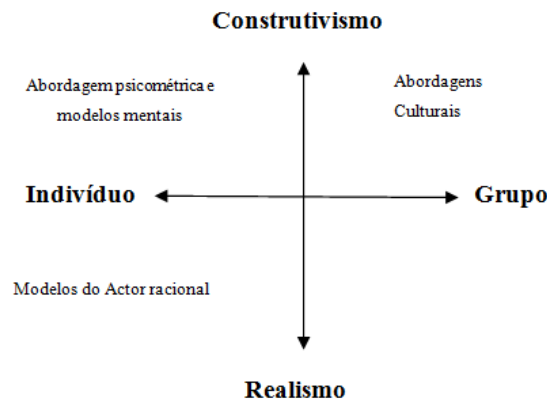 Construtivismo
Abordagem psicométrica e
modelos mentais
Abordagens
Culturais
Indivíduo
Grupo
Modelos do Actor racional
Realismo